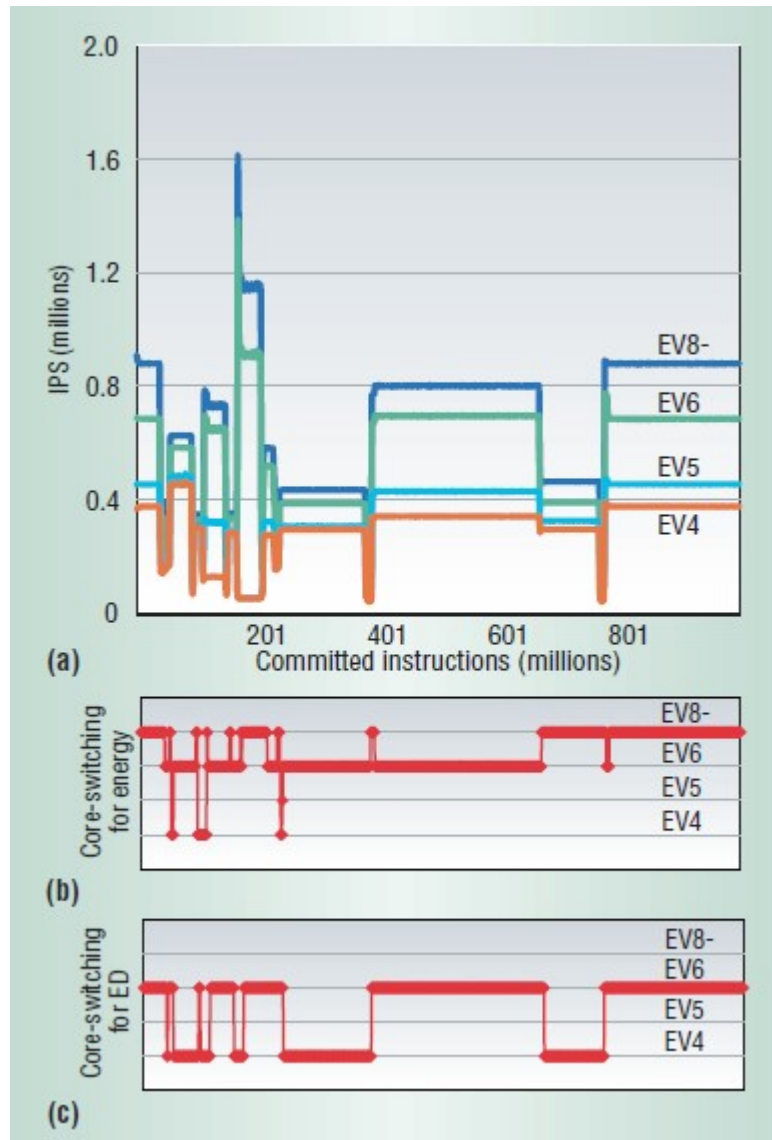 2.0
1.6
1.2
0.8
0.4
0
IPS (millions)
EV8-
EV6
EV5
EV4
201 401 601 801
Committed instructions (millions)
(a)
Core-switching
for energy
EV8-
EV6
EV5
EV4
(b)
Core-switching
for ED
EV8-
EV6
EV5
EV4
(c)